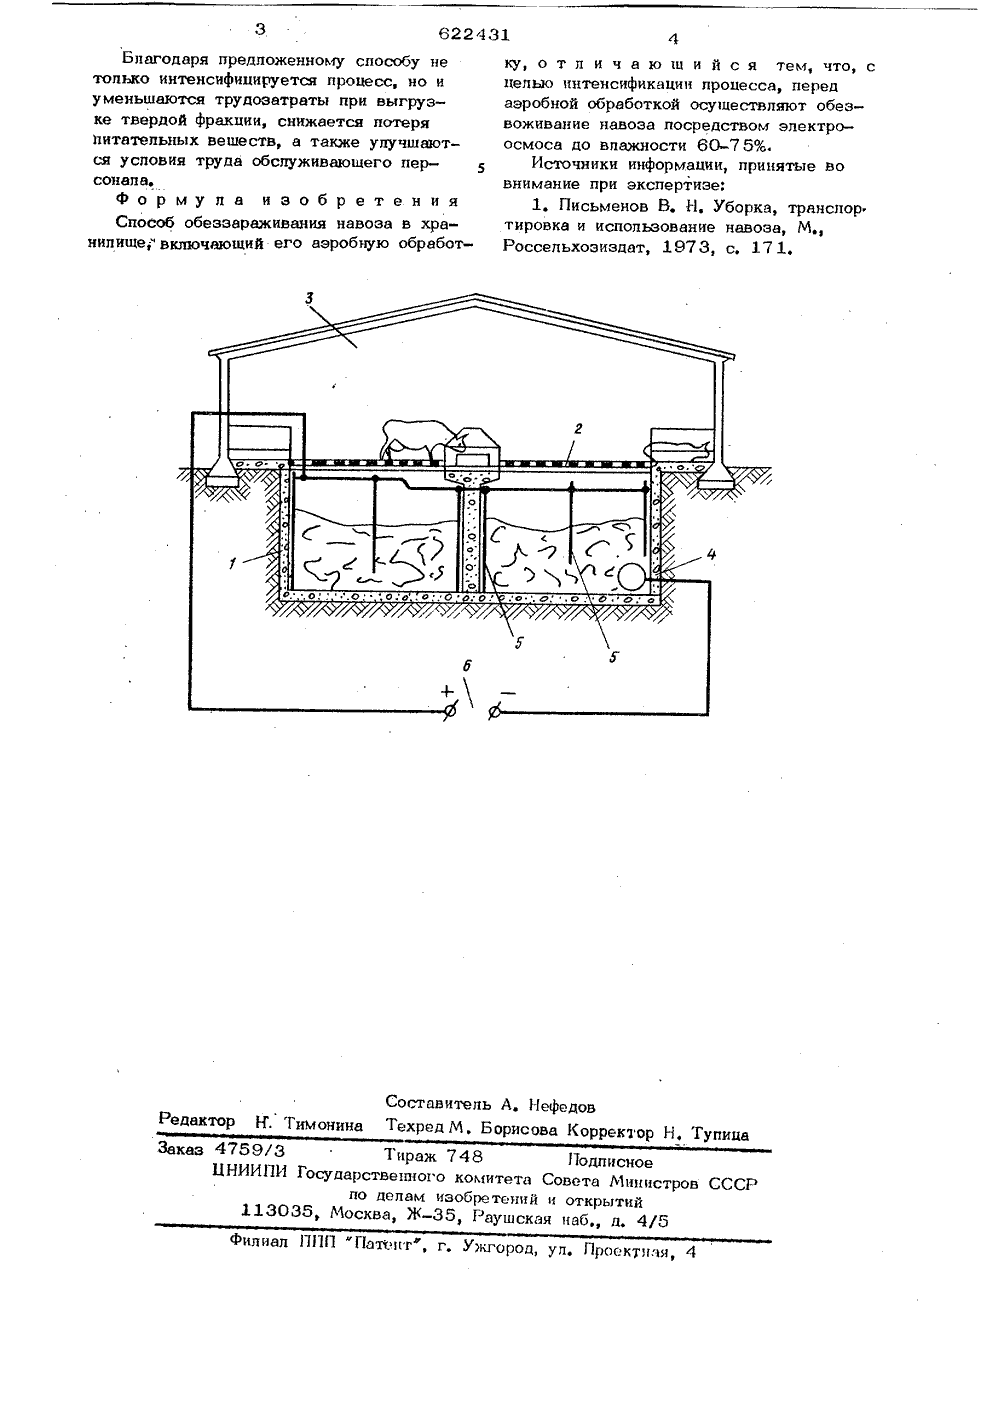 3
622431
4
Благодаря предложенному способу не
только интенсифицируется процесс, но и
уменьшаются трудозатраты при выгруз-
ке твердой фракции, снижается потеря
питательных веществ, а также улучшают-
ся условия труда обслуживающего пер-
сонала.
5
Формула изобретения
Способ обеззараживания навоза в хра-
нилище, включающий его аэробную обработ-
ку, отличающийся тем, что, с
целью интенсификации процесса, перед
аэробной обработкой осуществляют обез-
воживание навоза посредством электро-
осмоса до влажности 60-75%.
Источники информации, принятые во
внимание при экспертизе:
1. Письменов В. Н. Уборка, транспор-
тировка и использование навоза, М.,
Россельхозиздат, 1973, с. 171.
3
2
1
4
5
5
6
+ −
Составитель А. Нефедов
Редактор Н. Тимонина Техред М. Борисова Корректор Н. Тупица
Заказ 4759/3 Тираж 748 Подписное
ЦНИИПИ Государственного комитета Совета Министров СССР
по делам изобретений и открытий
113035, Москва, Ж-35, Раушская наб., д. 4/5
Филиал ППП "Патент", г. Ужгород, ул. Проектная, 4